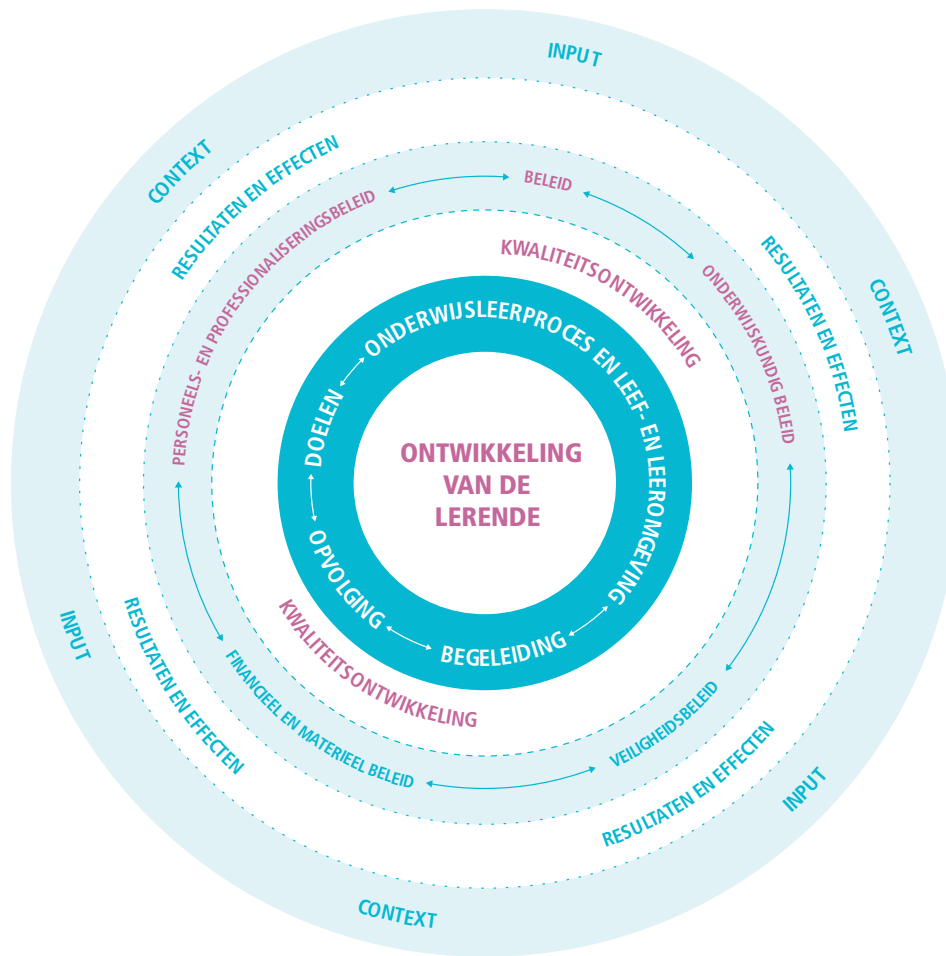 INPUT
CONTEXT
CONTEXT
INPUT
INPUT
CONTEXT
RESULTATEN EN EFFECTEN
RESULTATEN EN EFFECTEN
RESULTATEN EN EFFECTEN
RESULTATEN EN EFFECTEN
BELEID
PERSONEELS- EN PROFESSIONALISERINGSBELEID
ONDERWIJSKUNDIG BELEID
FINANCIEEL EN MATERIEEL BELEID
VEILIGHEIDSBELEID
KWALITEITSONTWIKKELING
KWALITEITSONTWIKKELING
DOELEN
ONDERWIJSLEERPROCES EN LEEF- EN LEEROMGEVING
OPVOLGING
BEGELEIDING
ONTWIKKELING
VAN DE
LERENDE